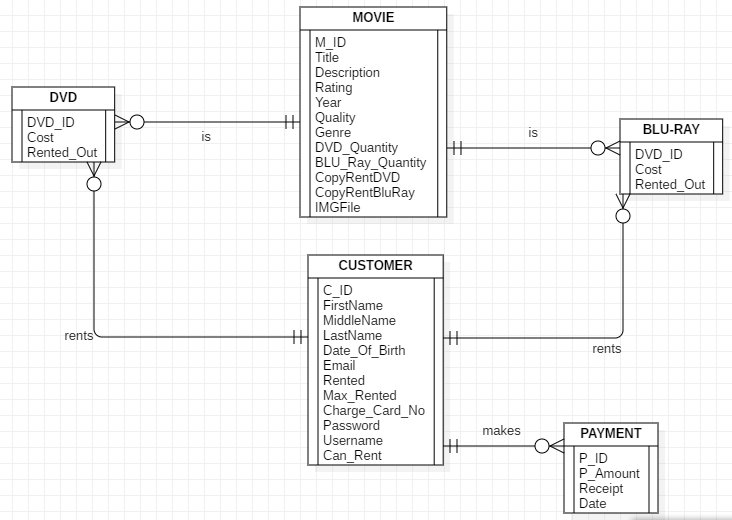 MOVIE
M_ID
Title
Description
Rating
Year
Quality
Genre
DVD_Quantity
BLU_Ray_Quantity
CopyRentDVD
CopyRentBluRay
IMGFile
DVD
DVD_ID
Cost
Rented_Out
is
is
BLU-RAY
DVD_ID
Cost
Rented_Out
CUSTOMER
C_ID
FirstName
MiddleName
LastName
Date_Of_Birth
Email
Rented
Max_Rented
Charge_Card_No
Password
Username
Can_Rent
rents
rents
makes
PAYMENT
P_ID
P_Amount
Receipt
Date